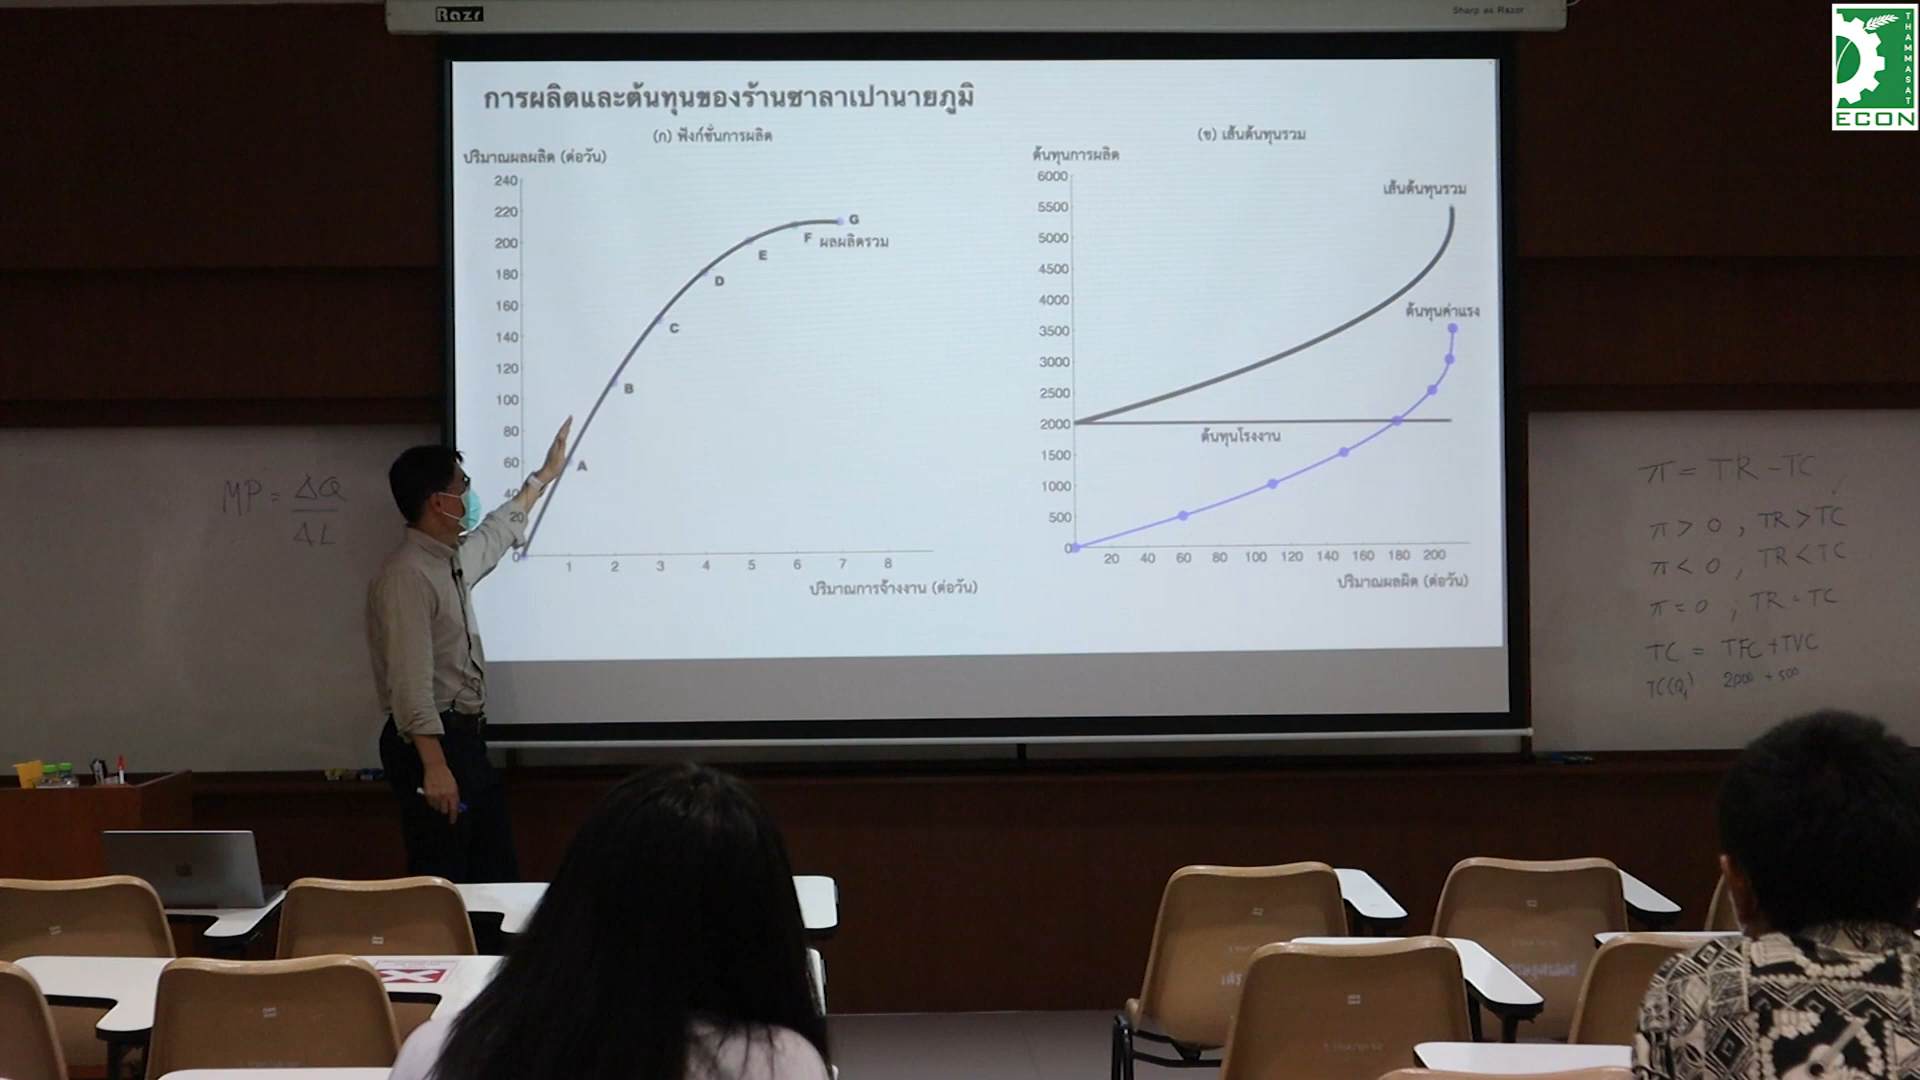 Razr
Sharp as Razor
THAMMASAT
ECON
การผลิตและต้นทุนของร้านซาลาเปานายภูมิ
(ก) ฟังก์ชั่นการผลิต
ปริมาณผลผลิต (ต่อวัน)
240
220
200
180
160
140
120
100
80
60
40
20
0
1 2 3 4 5 6 7 8
ปริมาณการจ้างงาน (ต่อวัน)
A
B
C
D
E
F
G
ผลผลิตรวม
(ข) เส้นต้นทุนรวม
ต้นทุนการผลิต
6000
5500
5000
4500
4000
3500
3000
2500
2000
1500
1000
500
0
20 40 60 80 100 120 140 160 180 200
ปริมาณผลผิต (ต่อวัน)
เส้นต้นทุนรวม
ต้นทุนค่าแรง
ต้นทุนโรงงาน
MP = ΔQ
ΔL
π = TR - TC
π > 0 , TR > TC
π < 0 ; TR < TC
π = 0 ; TR = TC
TC = TFC + TVC
TC(Q₁) 2,000 + 500